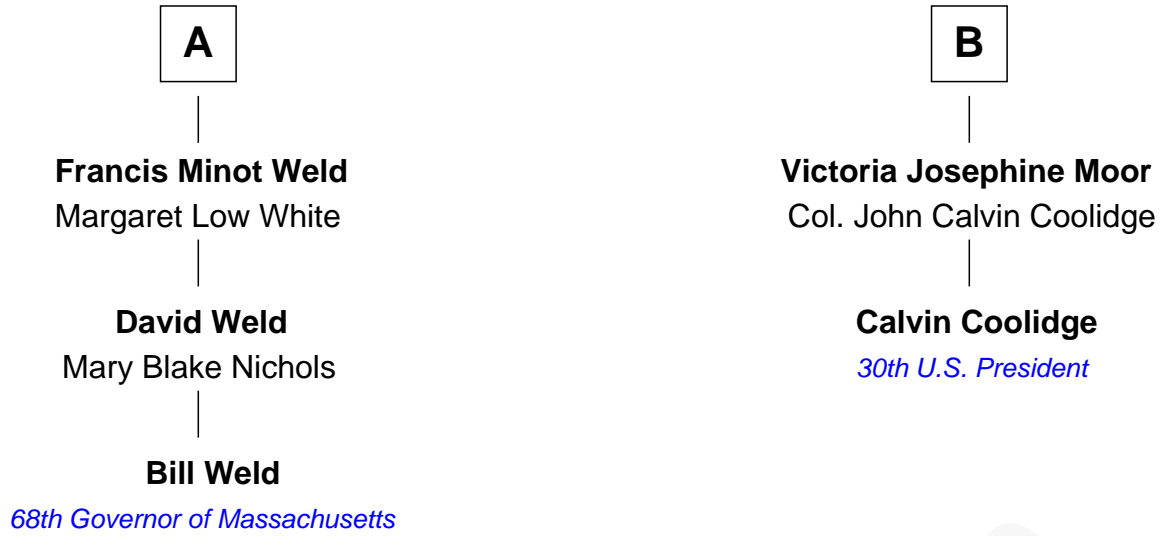 A
Francis Minot Weld
Margaret Low White
David Weld
Mary Blake Nichols
Bill Weld
68th Governor of Massachusetts
B
Victoria Josephine Moor
Col. John Calvin Coolidge
Calvin Coolidge
30th U.S. President